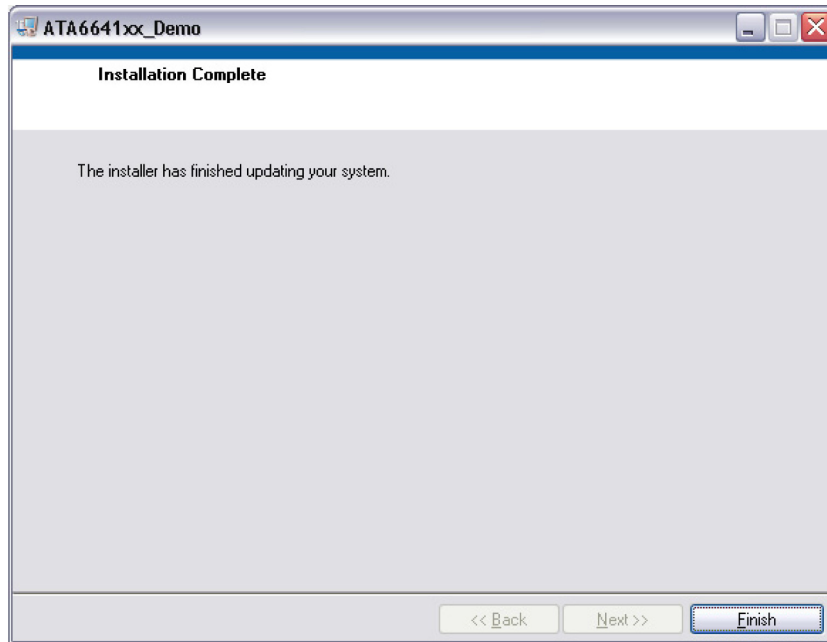 ATA6641xx_Demo
Installation Complete
The installer has finished updating your system.
<< Back
Next >>
Finish